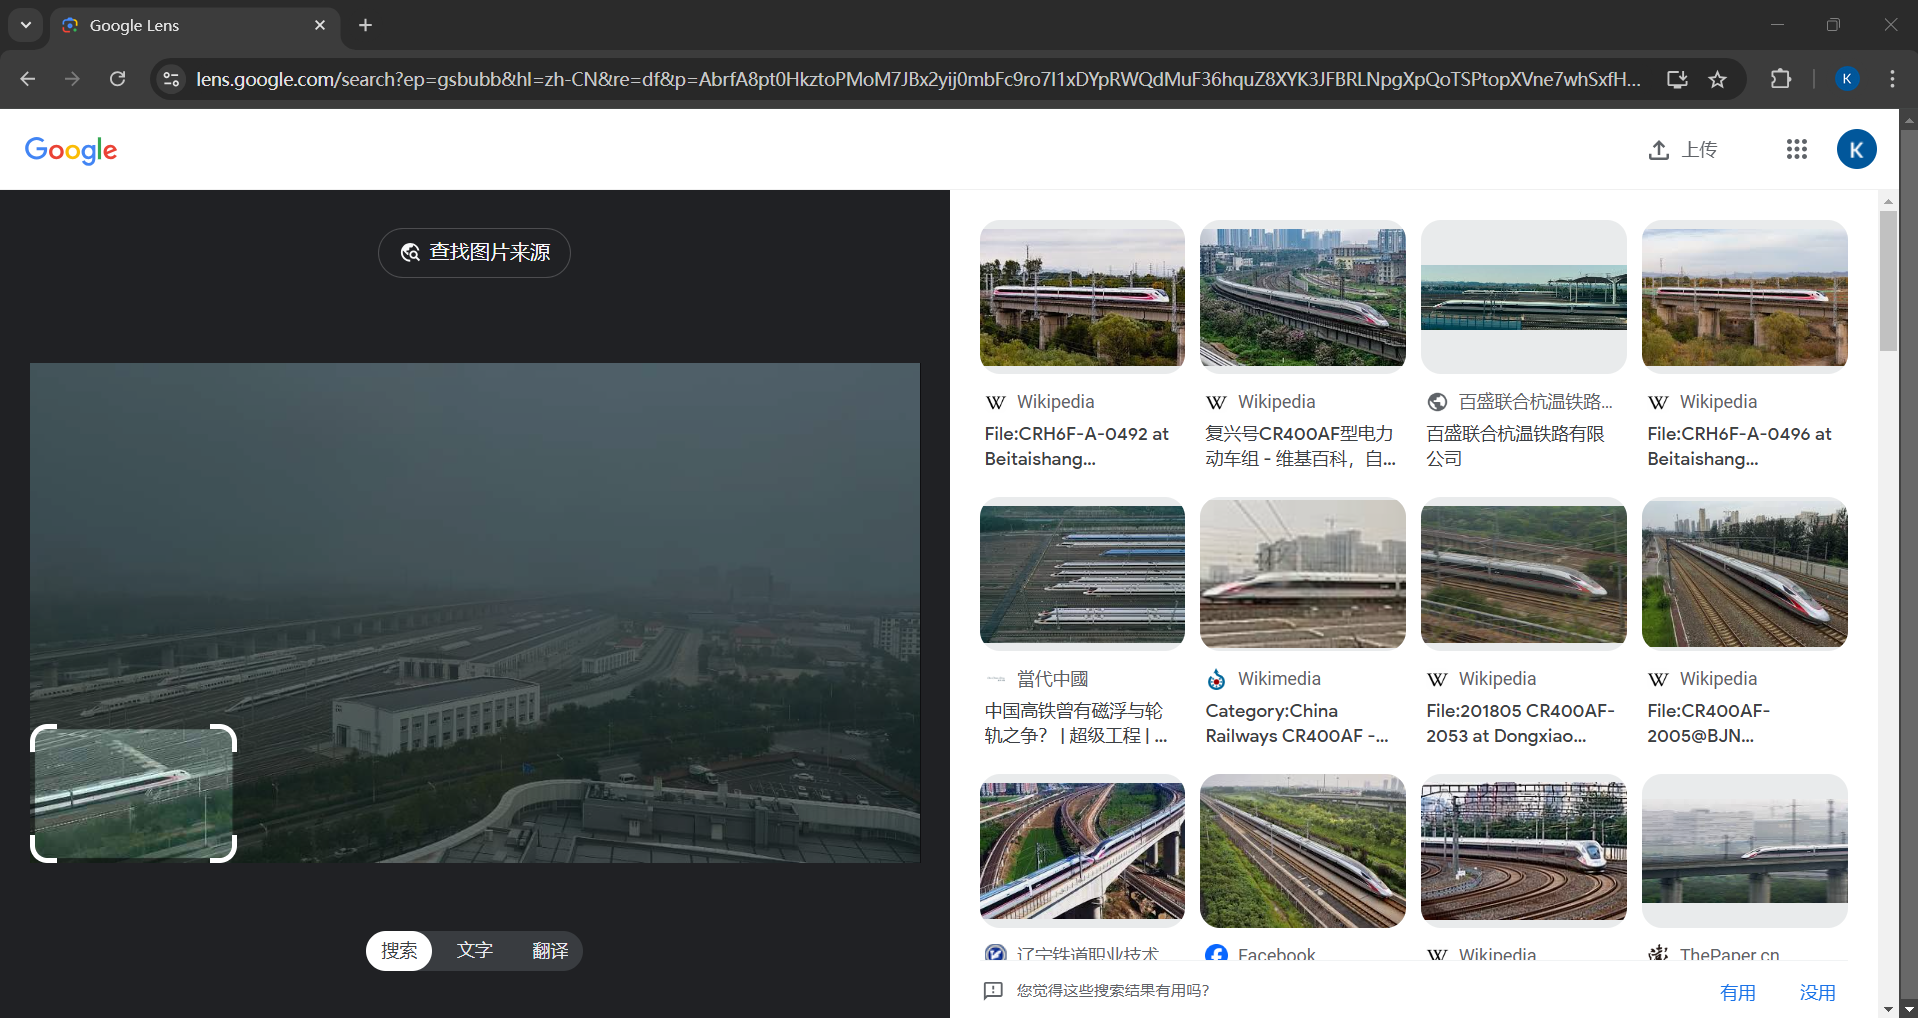 Google Lens
lens.google.com/search?ep=gsbubb&hl=zh-CN&re=df&p=AbrfA8pt0HkztoPMoM7JBx2yij0mbFc9ro7I1xDYpRWQdMuF36hquZ8XYK3JFBRLNpgXpQoTSPtopXVne7whSxfH...
K
Google
上传
K
查找图片来源
搜索
文字
翻译
Wikipedia
File:CRH6F-A-0492 at
Beitaishang...
Wikipedia
复兴号CR400AF型电力
动车组 - 维基百科，自...
百盛联合杭温铁路...
百盛联合杭温铁路有限
公司
Wikipedia
File:CRH6F-A-0496 at
Beitaishang...
當代中國
中国高铁曾有磁浮与轮
轨之争？ | 超级工程 | ...
Wikimedia
Category:China
Railways CR400AF -...
Wikipedia
File:201805 CR400AF-
2053 at Dongxiao...
Wikipedia
File:CR400AF-
2005@BJN...
辽宁铁道职业技术
Facebook
Wikipedia
ThePaper.cn
您觉得这些搜索结果有用吗？
有用
没用